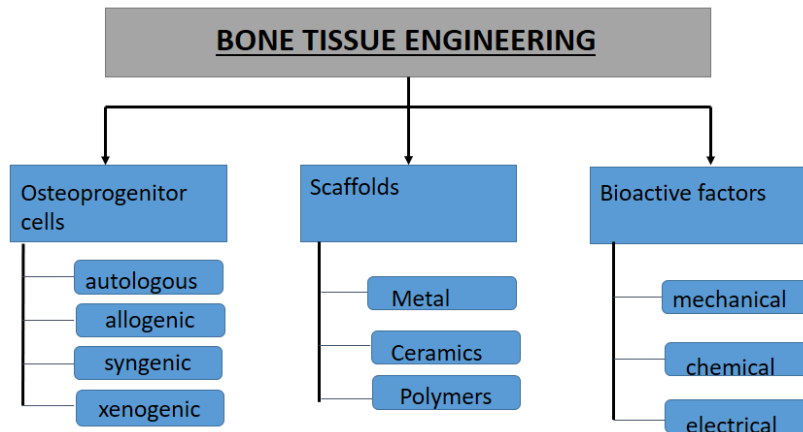 BONE TISSUE ENGINEERING
Osteoprogenitor
cells
autologous
allogenic
syngenic
xenogenic
Scaffolds
Metal
Ceramics
Polymers
Bioactive factors
mechanical
chemical
electrical